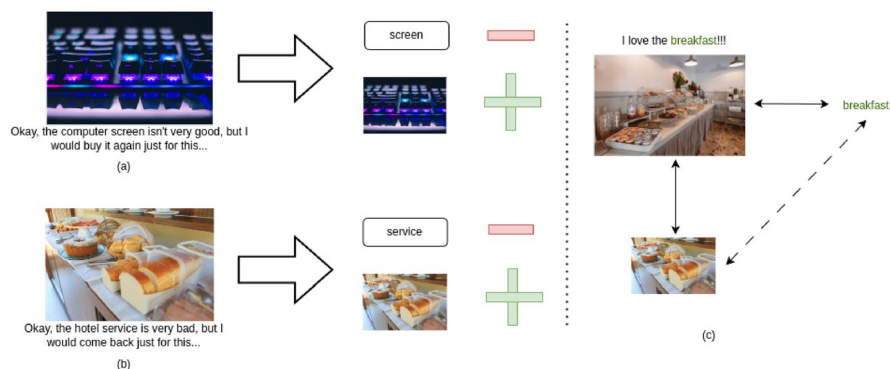 Okay, the computer screen isn't very good, but I
would buy it again just for this...
(a)
screen
Okay, the hotel service is very bad, but I
would come back just for this...
(b)
service
I love the breakfast!!!
breakfast
(c)